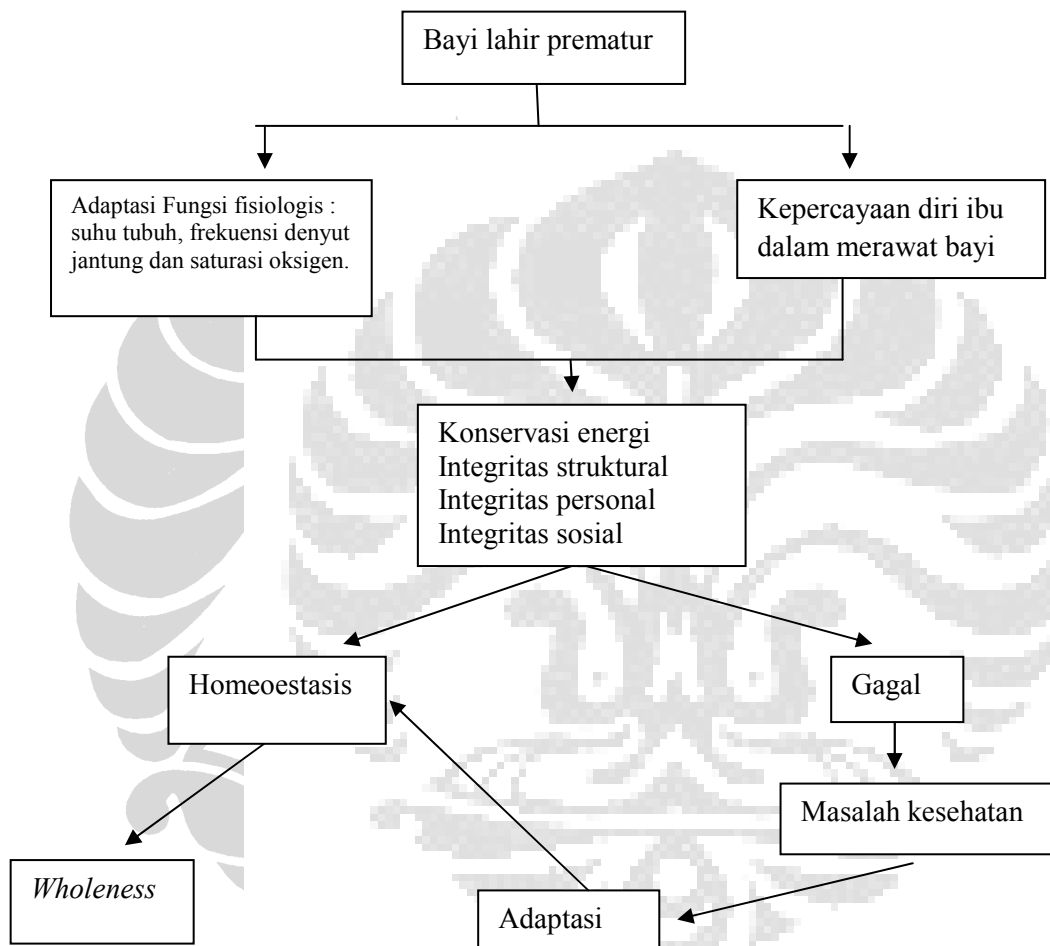 Bayi lahir prematur
Adaptasi Fungsi fisiologis :
suhu tubuh, frekuensi denyut
jantung dan saturasi oksigen.
Kepercayaan diri ibu
dalam merawat bayi
Konservasi energi
Integritas struktural
Integritas personal
Integritas sosial
Homeoestasis
Gagal
Masalah kesehatan
Wholeness
Adaptasi